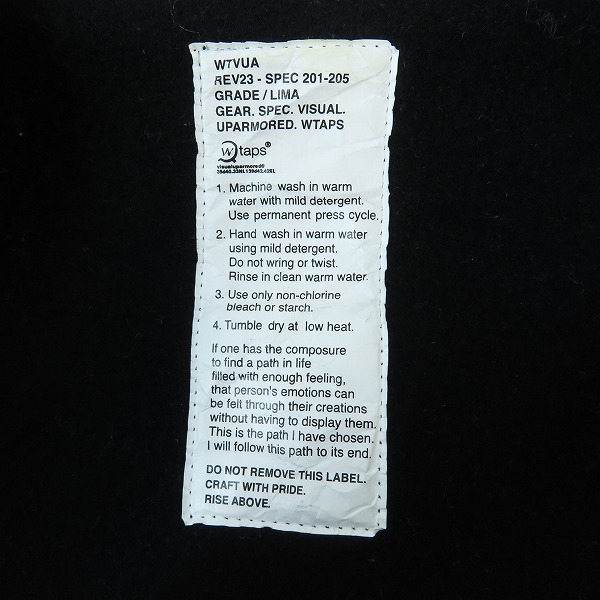 WTVUA
REV23 - SPEC 201-205
GRADE / LIMA
GEAR. SPEC. VISUAL.
UPARMORED. WTAPS
Wtaps®
visualuparmored®
1. Machine wash in warm
water with mild detergent.
Use permanent press cycle.
2. Hand wash in warm water
using mild detergent.
Do not wring or twist.
Rinse in clean warm water.
3. Use only non-chlorine
bleach or starch.
4. Tumble dry at low heat.
If one has the composure
to find a path in life
filled with enough feeling,
that person's emotions can
be felt through their creations
without having to display them.
This is the path I have chosen.
I will follow this path to its end.
DO NOT REMOVE THIS LABEL.
CRAFT WITH PRIDE.
RISE ABOVE.